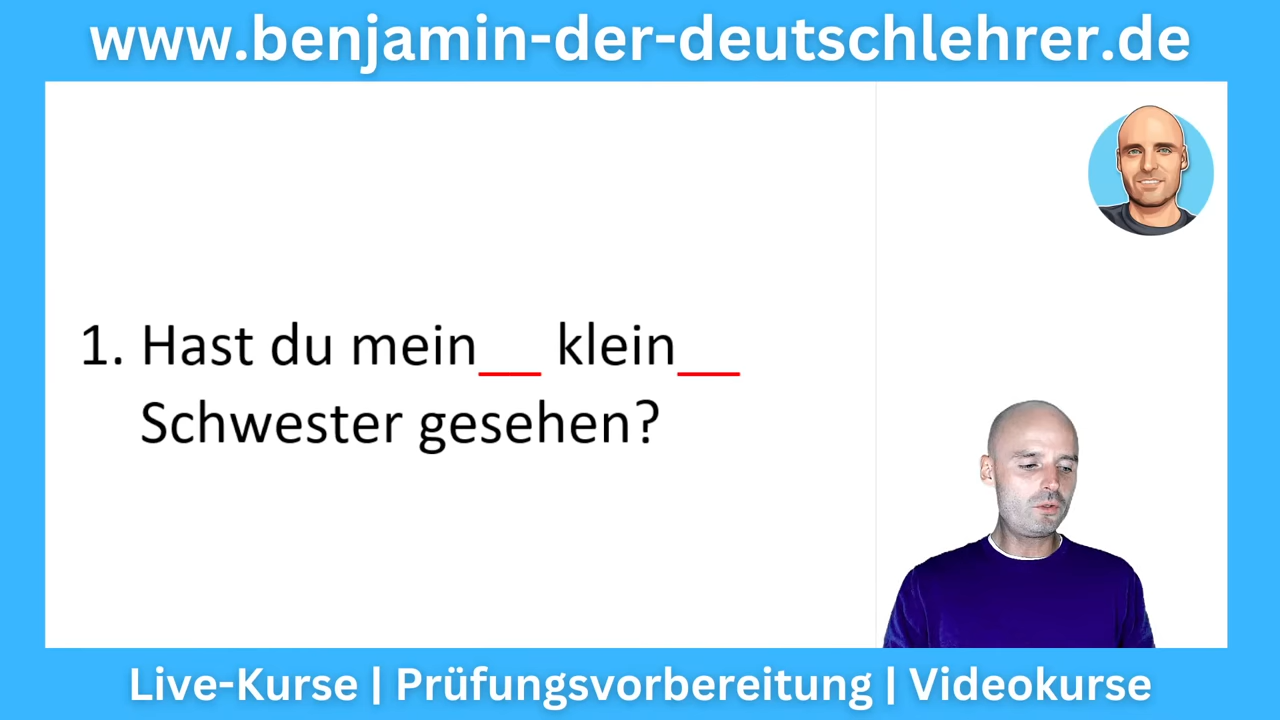 www.benjamin-der-deutschlehrer.de
1. Hast du mein__ klein__
Schwester gesehen?
Live-Kurse | Prüfungsvorbereitung | Videokurse